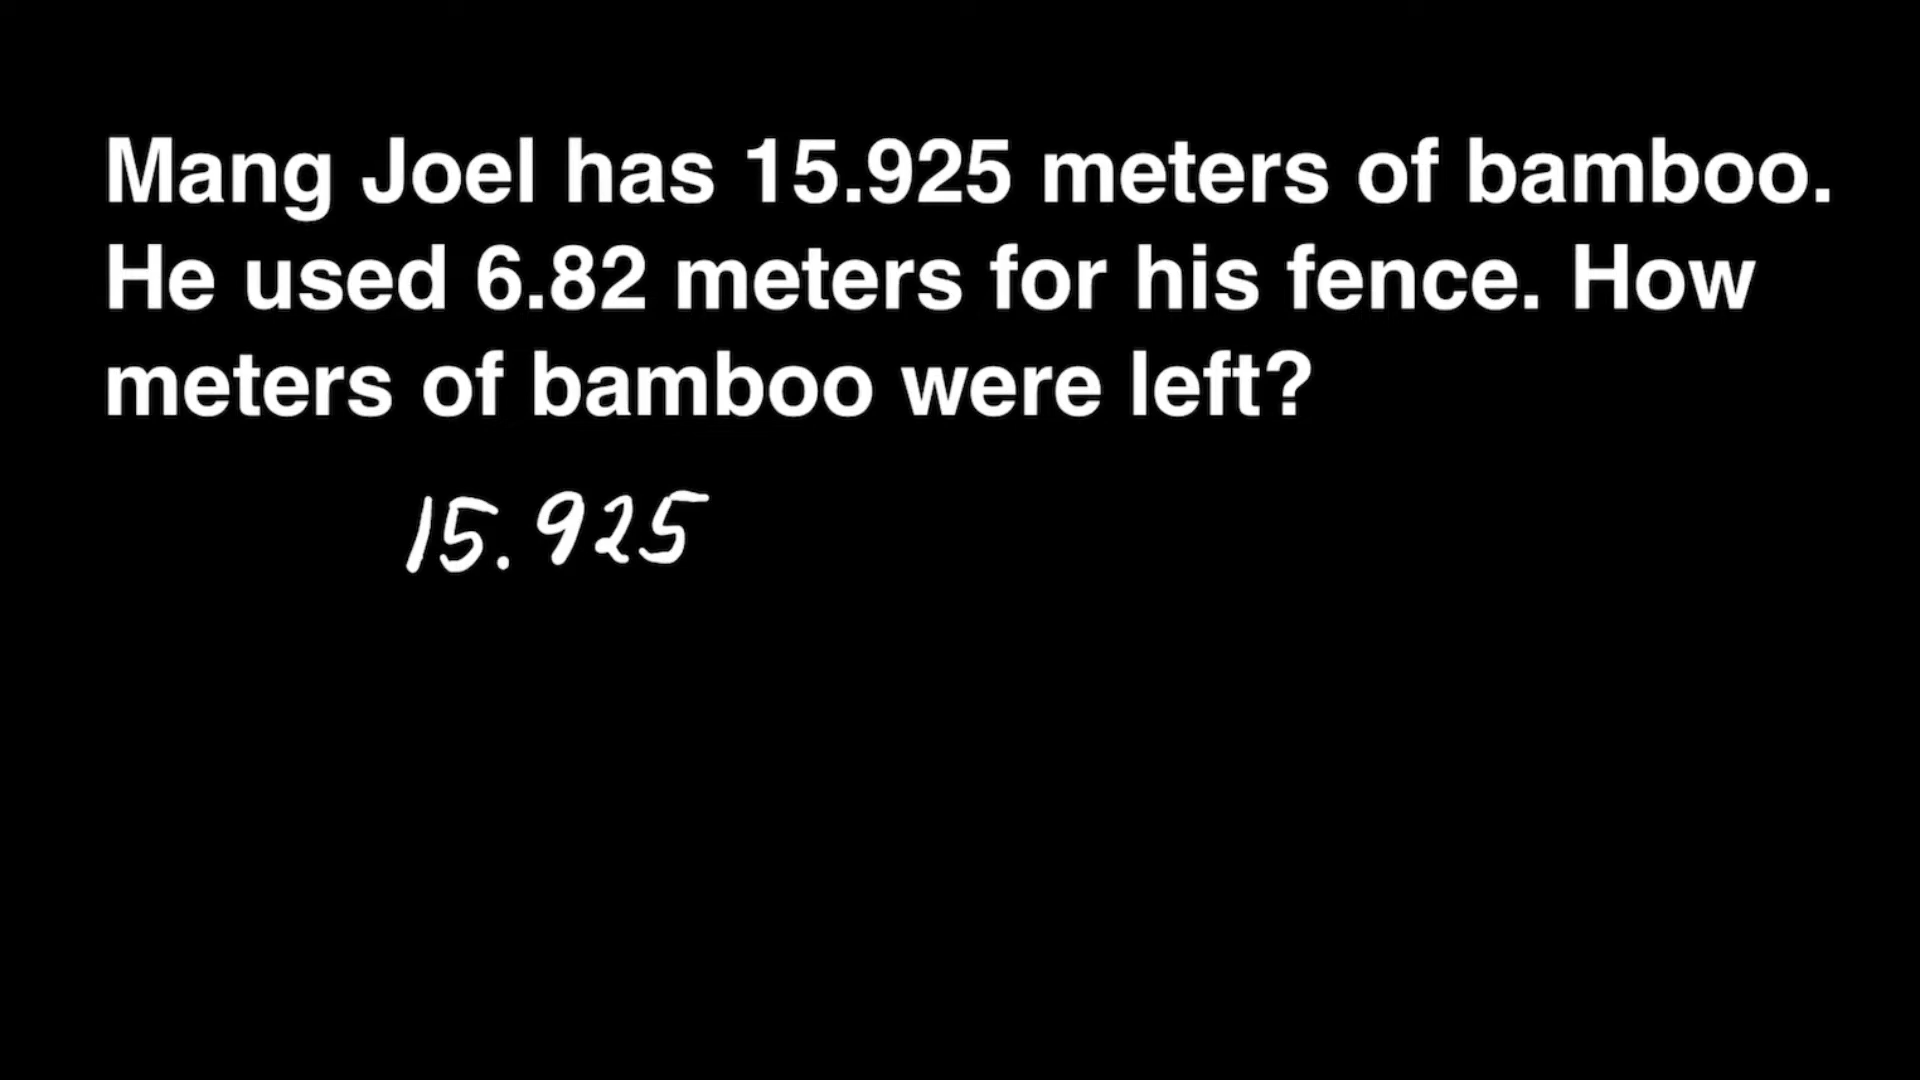 Mang Joel has 15.925 meters of bamboo.
He used 6.82 meters for his fence. How
meters of bamboo were left?
15.925